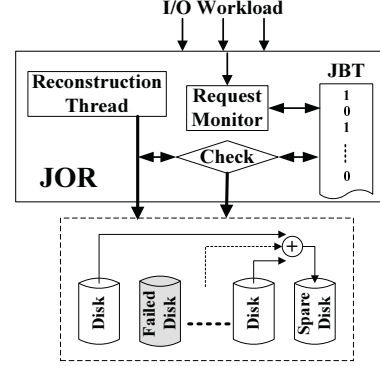 I/O Workload
JBT
Reconstruction
Thread
Request
Monitor
1
0
1
......
0
Check
JOR
Disk
Failed
Disk
Disk
Spare
Disk